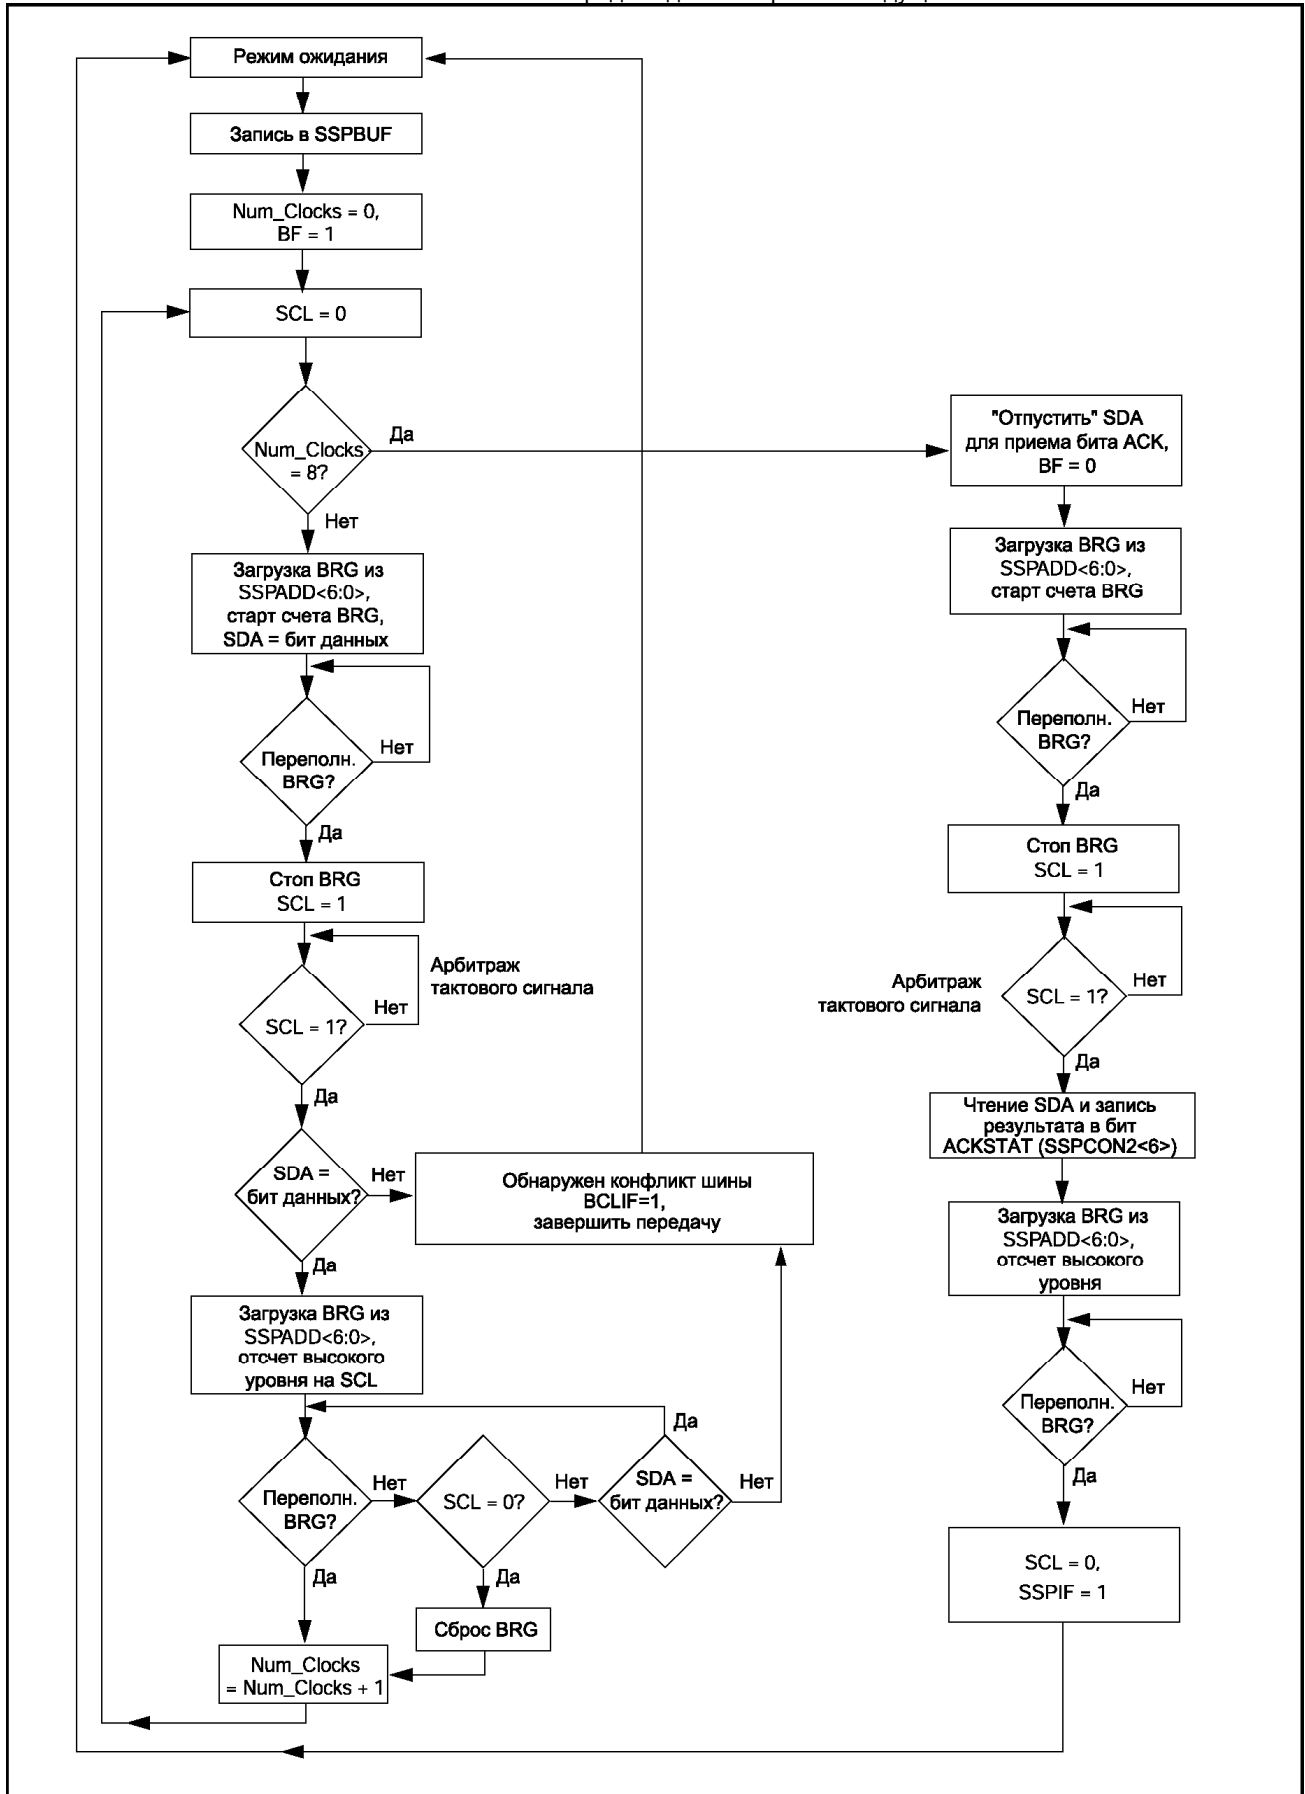 Режим ожидания
Запись в SSPBUF
Num_Clocks = 0,
BF = 1
SCL = 0
Num_Clocks
= 8?
Да
Нет
Загрузка BRG из
SSPADD<6:0>,
старт счета BRG,
SDA = бит данных
Переполн.
BRG?
Нет
Да
Стоп BRG
SCL = 1
Арбитраж
тактового сигнала
SCL = 1?
Нет
Да
SDA =
бит данных?
Нет
Да
Обнаружен конфликт шины
BCLIF=1,
завершить передачу
Загрузка BRG из
SSPADD<6:0>,
отсчет высокого
уровня на SCL
Переполн.
BRG?
Нет
Да
SCL = 0?
Нет
Да
SDA =
бит данных?
Да
Нет
Сброс BRG
Num_Clocks
= Num_Clocks + 1
"Отпустить" SDA
для приема бита ACK,
BF = 0
Загрузка BRG из
SSPADD<6:0>,
старт счета BRG
Переполн.
BRG?
Нет
Да
Стоп BRG
SCL = 1
Арбитраж
тактового сигнала
SCL = 1?
Нет
Да
Чтение SDA и запись
результата в бит
ACKSTAT (SSPCON2<6>)
Загрузка BRG из
SSPADD<6:0>,
отсчет высокого
уровня
Переполн.
BRG?
Нет
Да
SCL = 0,
SSPIF = 1